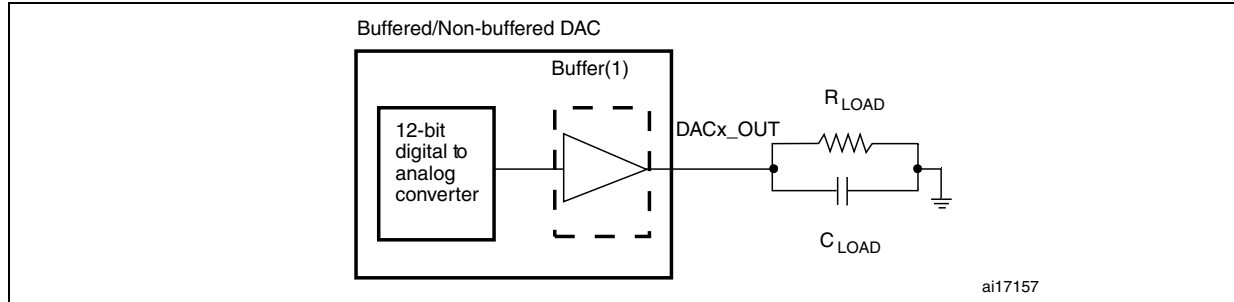 Buffered/Non-buffered DAC
Buffer(1)
12-bit
digital to
analog
converter
DACx_OUT
R LOAD
C LOAD
ai17157